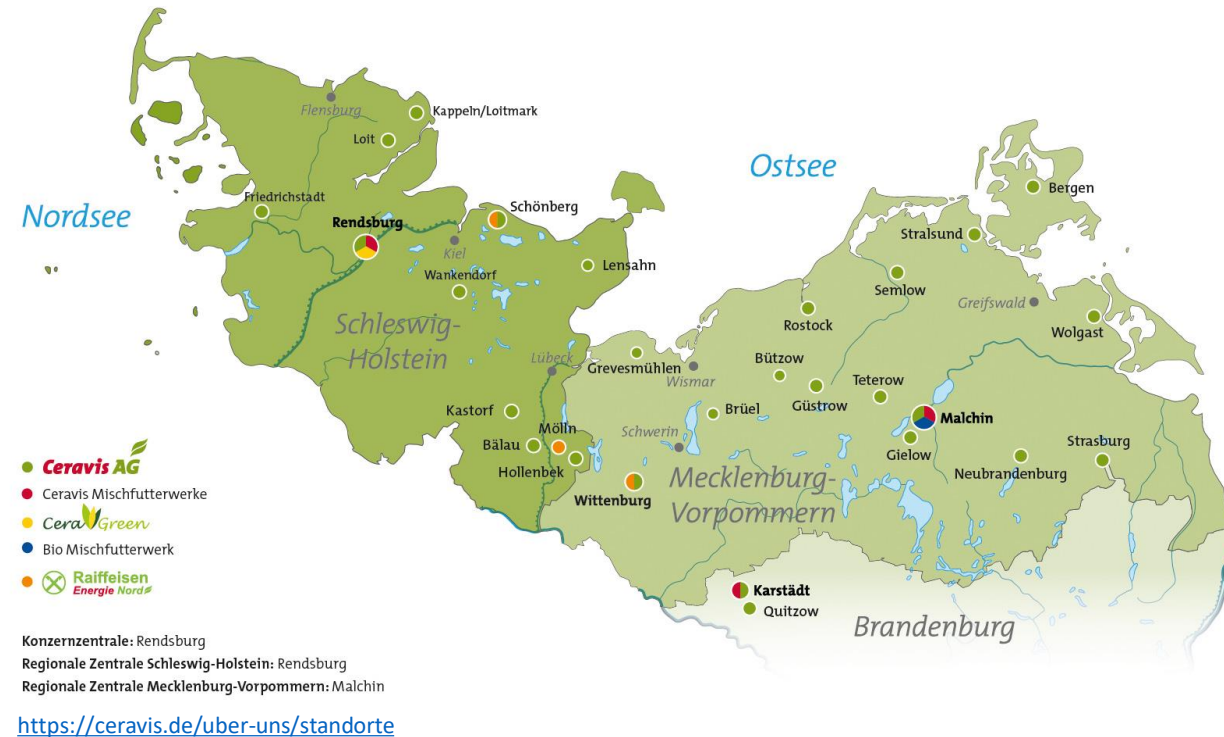 Flensburg
Kappeln/Loitmark
Loit
Ostsee
Bergen
Friedrichstadt
Nordsee
Schönberg
Rendsburg
Stralsund
Kiel
Lensahn
Wankendorf
Semlow
Greifswald
Schleswig-
Holstein
Rostock
Wolgast
Lübeck
Grevesmühlen
Wismar
Bützow
Teterow
Güstrow
Kastorf
Brüel
Malchin
Mölln
Schwerin
Bälau
Gielow
Strasburg
Hollenbek
Neubrandenburg
Mecklenburg-
Vorpommern
Wittenburg
Ceravis AG
Ceravis Mischfutterwerke
Cera Green
Bio Mischfutterwerk
Raiffeisen
Energie Nord
Karstädt
Quitzow
Brandenburg
Konzernzentrale: Rendsburg
Regionale Zentrale Schleswig-Holstein: Rendsburg
Regionale Zentrale Mecklenburg-Vorpommern: Malchin
https://ceravis.de/uber-uns/standorte